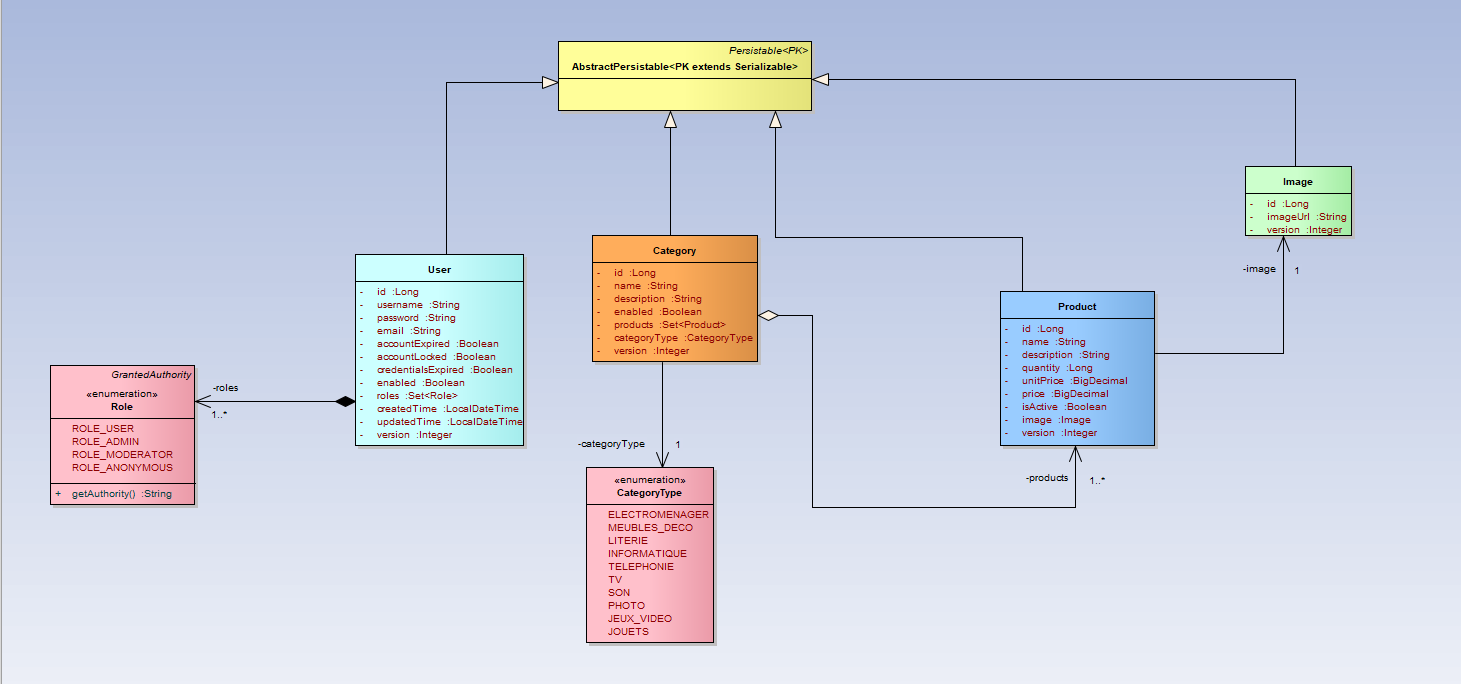 Persistable<PK>
AbstractPersistable<PK extends Serializable>
Image
- id :Long
- imageUrl :String
- version :Integer
Category
- id :Long
- name :String
- description :String
- enabled :Boolean
- products :Set<Product>
- categoryType :CategoryType
- version :Integer
User
- id :Long
- username :String
- password :String
- email :String
- accountExpired :Boolean
- accountLocked :Boolean
- credentialsExpired :Boolean
- enabled :Boolean
- roles :Set<Role>
- createdTime :LocalDateTime
- updatedTime :LocalDateTime
- version :Integer
-image 1
Product
- id :Long
- name :String
- description :String
- quantity :Long
- unitPrice :BigDecimal
- price :BigDecimal
- isActive :Boolean
- image :Image
- version :Integer
GrantedAuthority
«enumeration»
Role
ROLE_USER
ROLE_ADMIN
ROLE_MODERATOR
ROLE_ANONYMOUS
+ getAuthority() :String
-roles
1..*
-categoryType 1
«enumeration»
CategoryType
ELECTROMENAGER
MEUBLES_DECO
LITERIE
INFORMATIQUE
TELEPHONIE
TV
SON
PHOTO
JEUX_VIDEO
JOUETS
-products 1..*